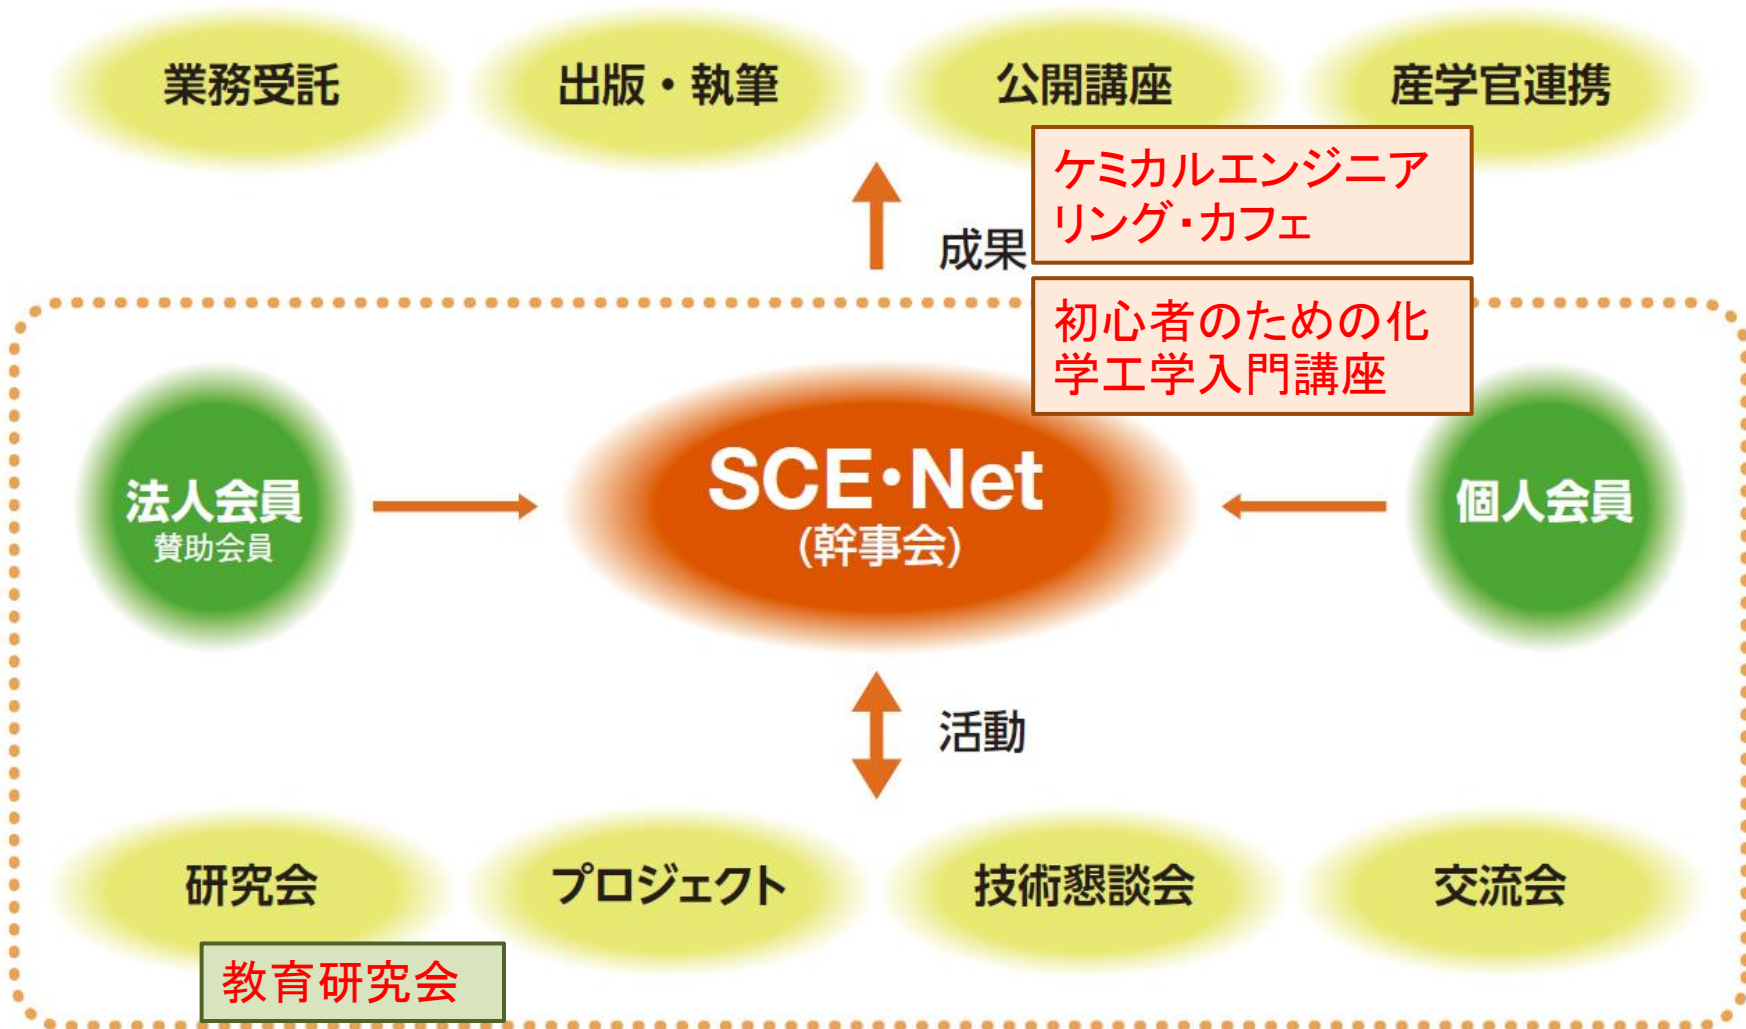 業務受託
出版・執筆
公開講座
産学官連携
ケミカルエンジニア
リング・カフェ
成果
初心者のための化
学工学入門講座
法人会員
賛助会員
SCE・Net
(幹事会)
個人会員
活動
研究会
プロジェクト
技術懇談会
交流会
教育研究会